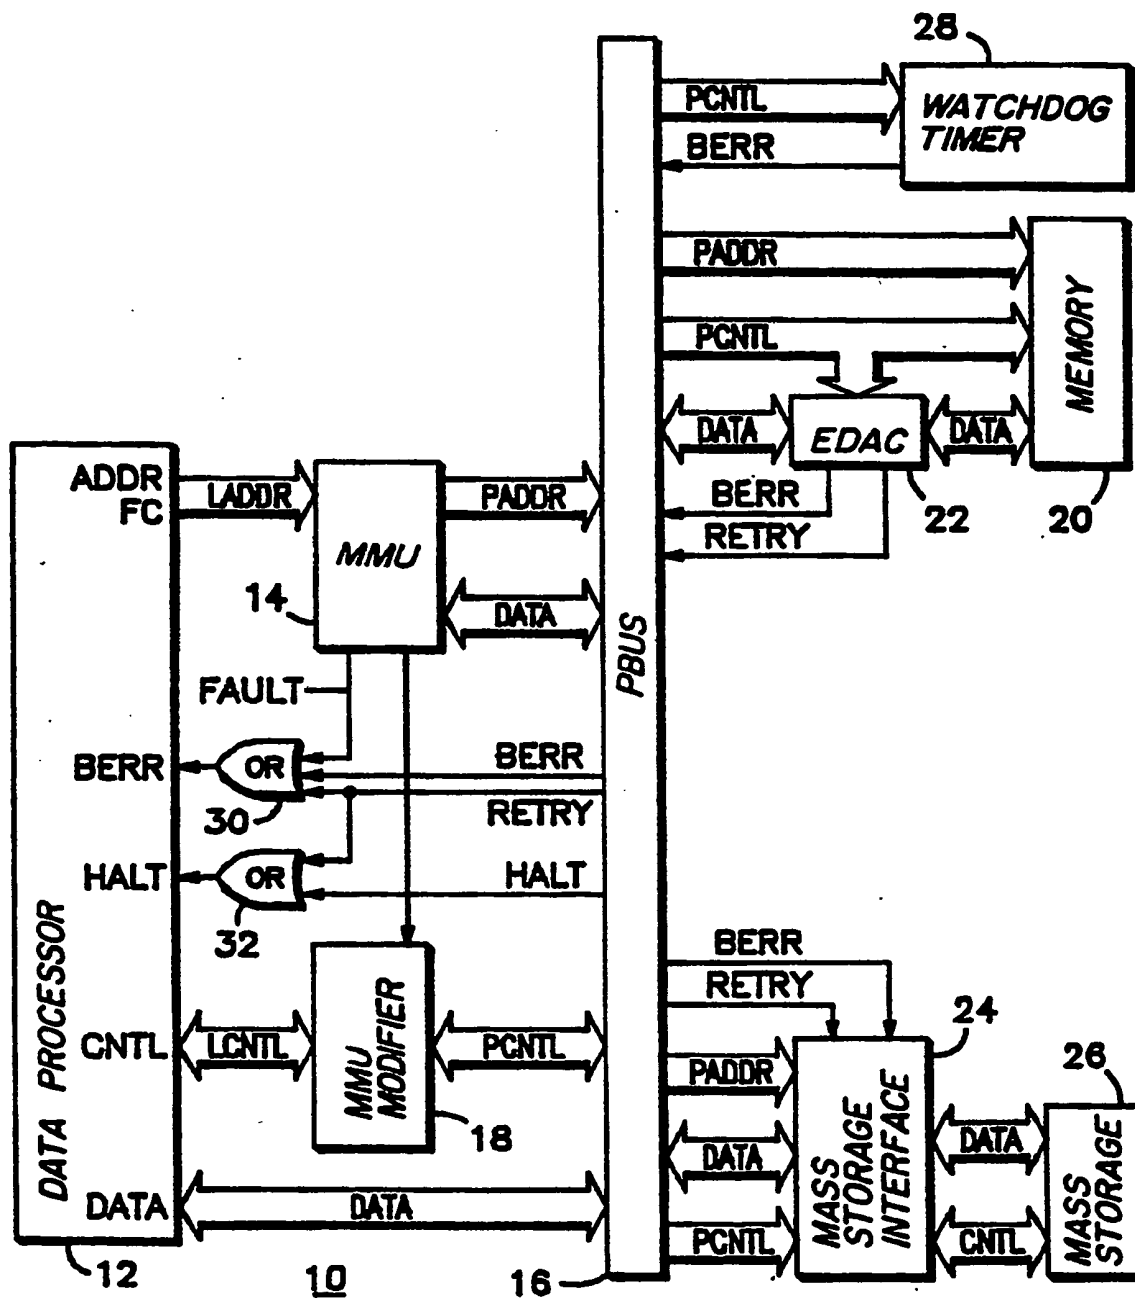 28
PCNTL
WATCHDOG
TIMER
BERR
PADDR
PCNTL
MEMORY
DATA
EDAC
DATA
BERR
22
20
RETRY
ADDR
FC
LADDR
MMU
PADDR
14
DATA
PBUS
FAULT
BERR
OR
BERR
30
RETRY
HALT
OR
HALT
32
DATA PROCESSOR
BERR
RETRY
24
CNTL
LCNTL
MMU
MODIFIER
PCNTL
18
PADDR
MASS
STORAGE
INTERFACE
26
DATA
DATA
MASS
STORAGE
DATA
DATA
PCNTL
CNTL
12
10
16